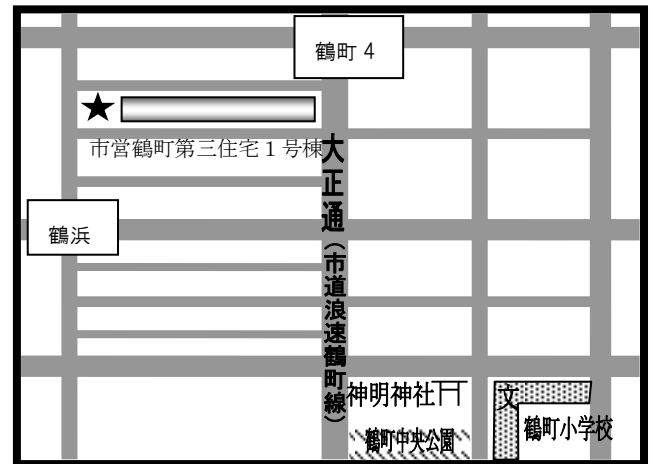 鶴町 4
★
市営鶴町第三住宅 1 号棟
大正通（市道浪速鶴町線）
鶴浜
神明神社
文
鶴町小学校
鶴町中央公園